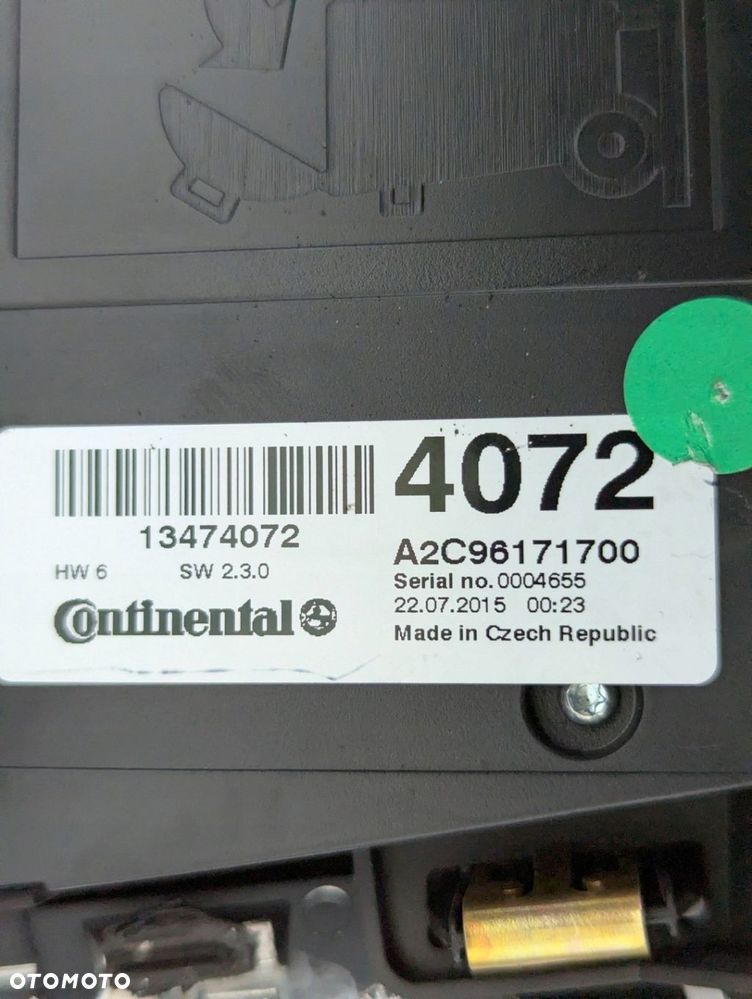 4072
13474072
A2C96171700
HW 6 SW 2.3.0
Serial no. 0004655
Continental
22.07.2015 00:23
Made in Czech Republic
OTOMOTO